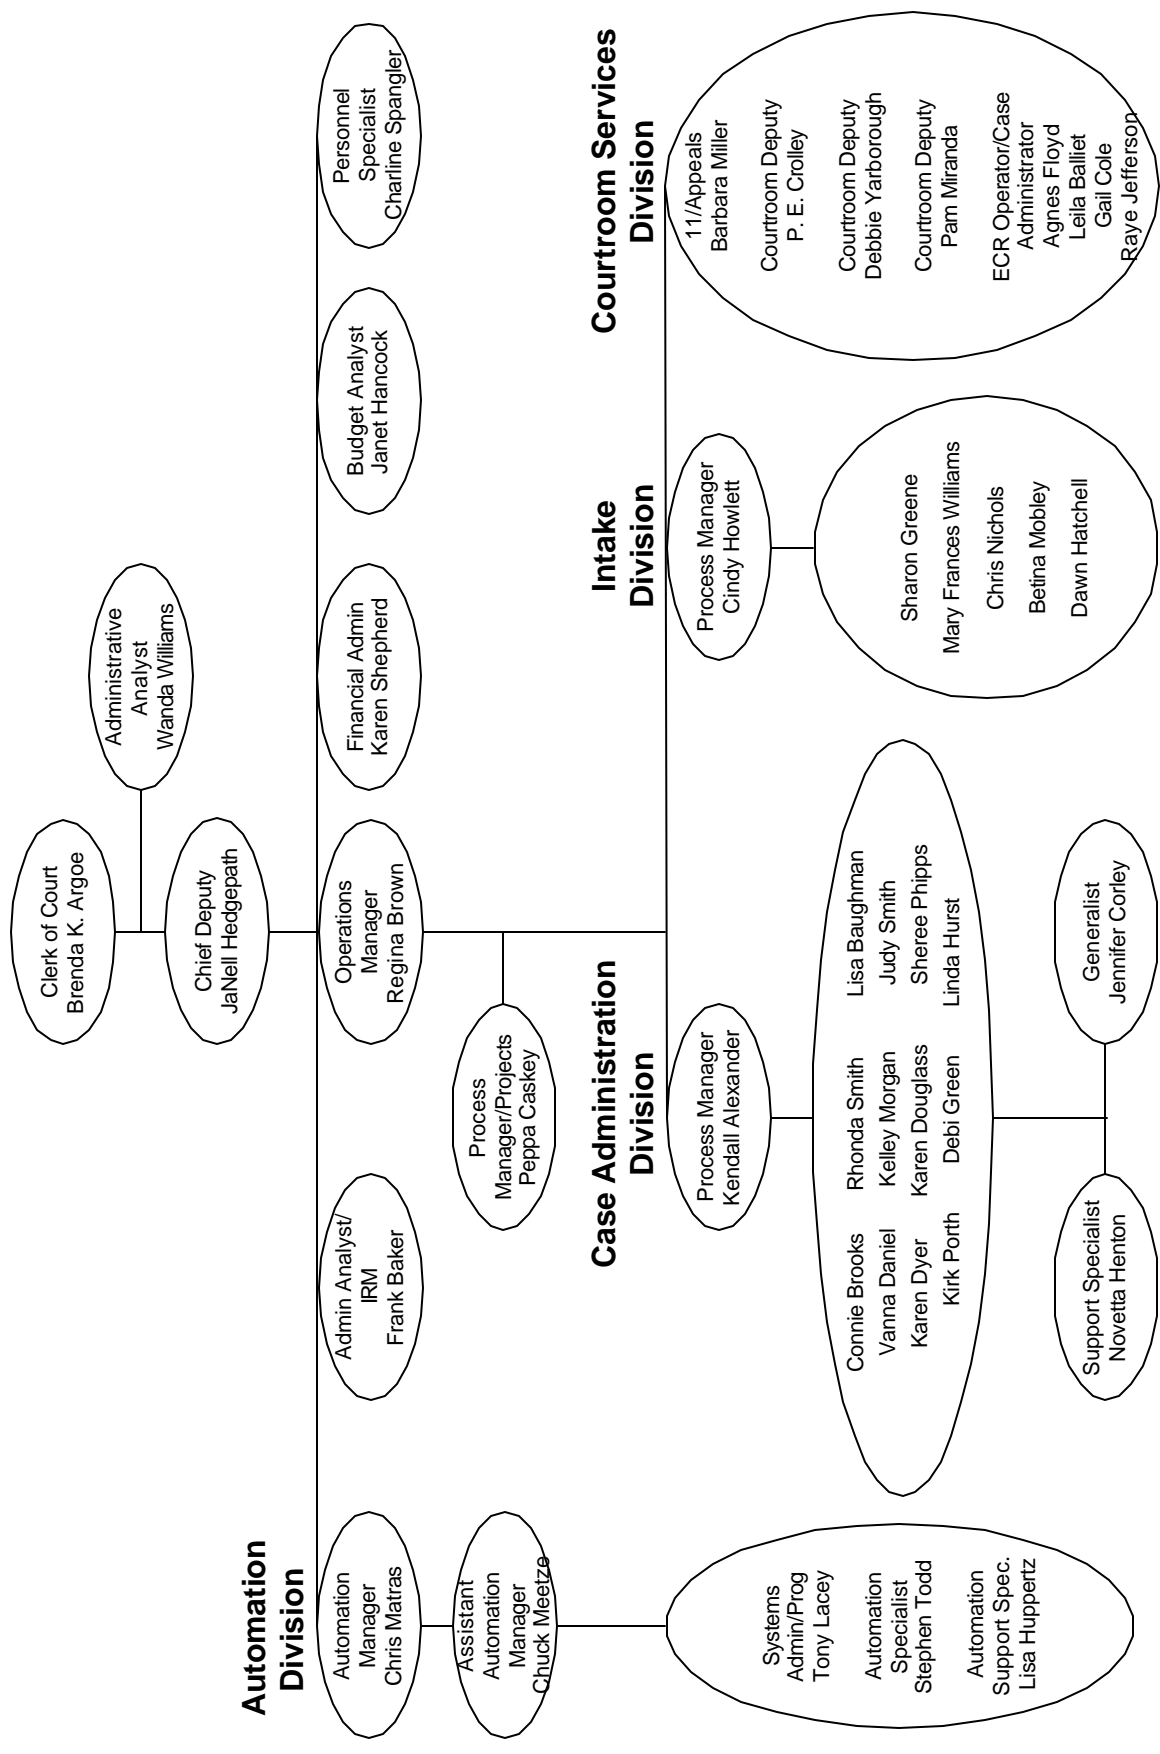 Clerk of Court
Brenda K. Argoe
Administrative
Analyst
Wanda Williams
Chief Deputy
JaNell Hedgepath
Automation
Division
Automation
Manager
Chris Matras
Admin Analyst/
IRM
Frank Baker
Operations
Manager
Regina Brown
Financial Admin
Karen Shepherd
Budget Analyst
Janet Hancock
Personnel
Specialist
Charline Spangler
Assistant
Automation
Manager
Chuck Meetze
Process
Manager/Projects
Peppa Caskey
Case Administration
Division
Intake
Division
Courtroom Services
Division
Systems
Admin/Prog
Tony Lacey
Automation
Specialist
Stephen Todd
Automation
Support Spec.
Lisa Huppertz
Process Manager
Kendall Alexander
Connie Brooks Rhonda Smith Lisa Baughman
Vanna Daniel Kelley Morgan Judy Smith
Karen Dyer Karen Douglass Sheree Phipps
Kirk Porth Debi Green Linda Hurst
Support Specialist
Novetta Henton
Generalist
Jennifer Corley
Process Manager
Cindy Howlett
Sharon Greene
Mary Frances Williams
Chris Nichols
Betina Mobley
Dawn Hatchell
11/Appeals
Barbara Miller
Courtroom Deputy
P. E. Crolley
Courtroom Deputy
Debbie Yarborough
Courtroom Deputy
Pam Miranda
ECR Operator/Case
Administrator
Agnes Floyd
Leila Balliet
Gail Cole
Raye Jefferson